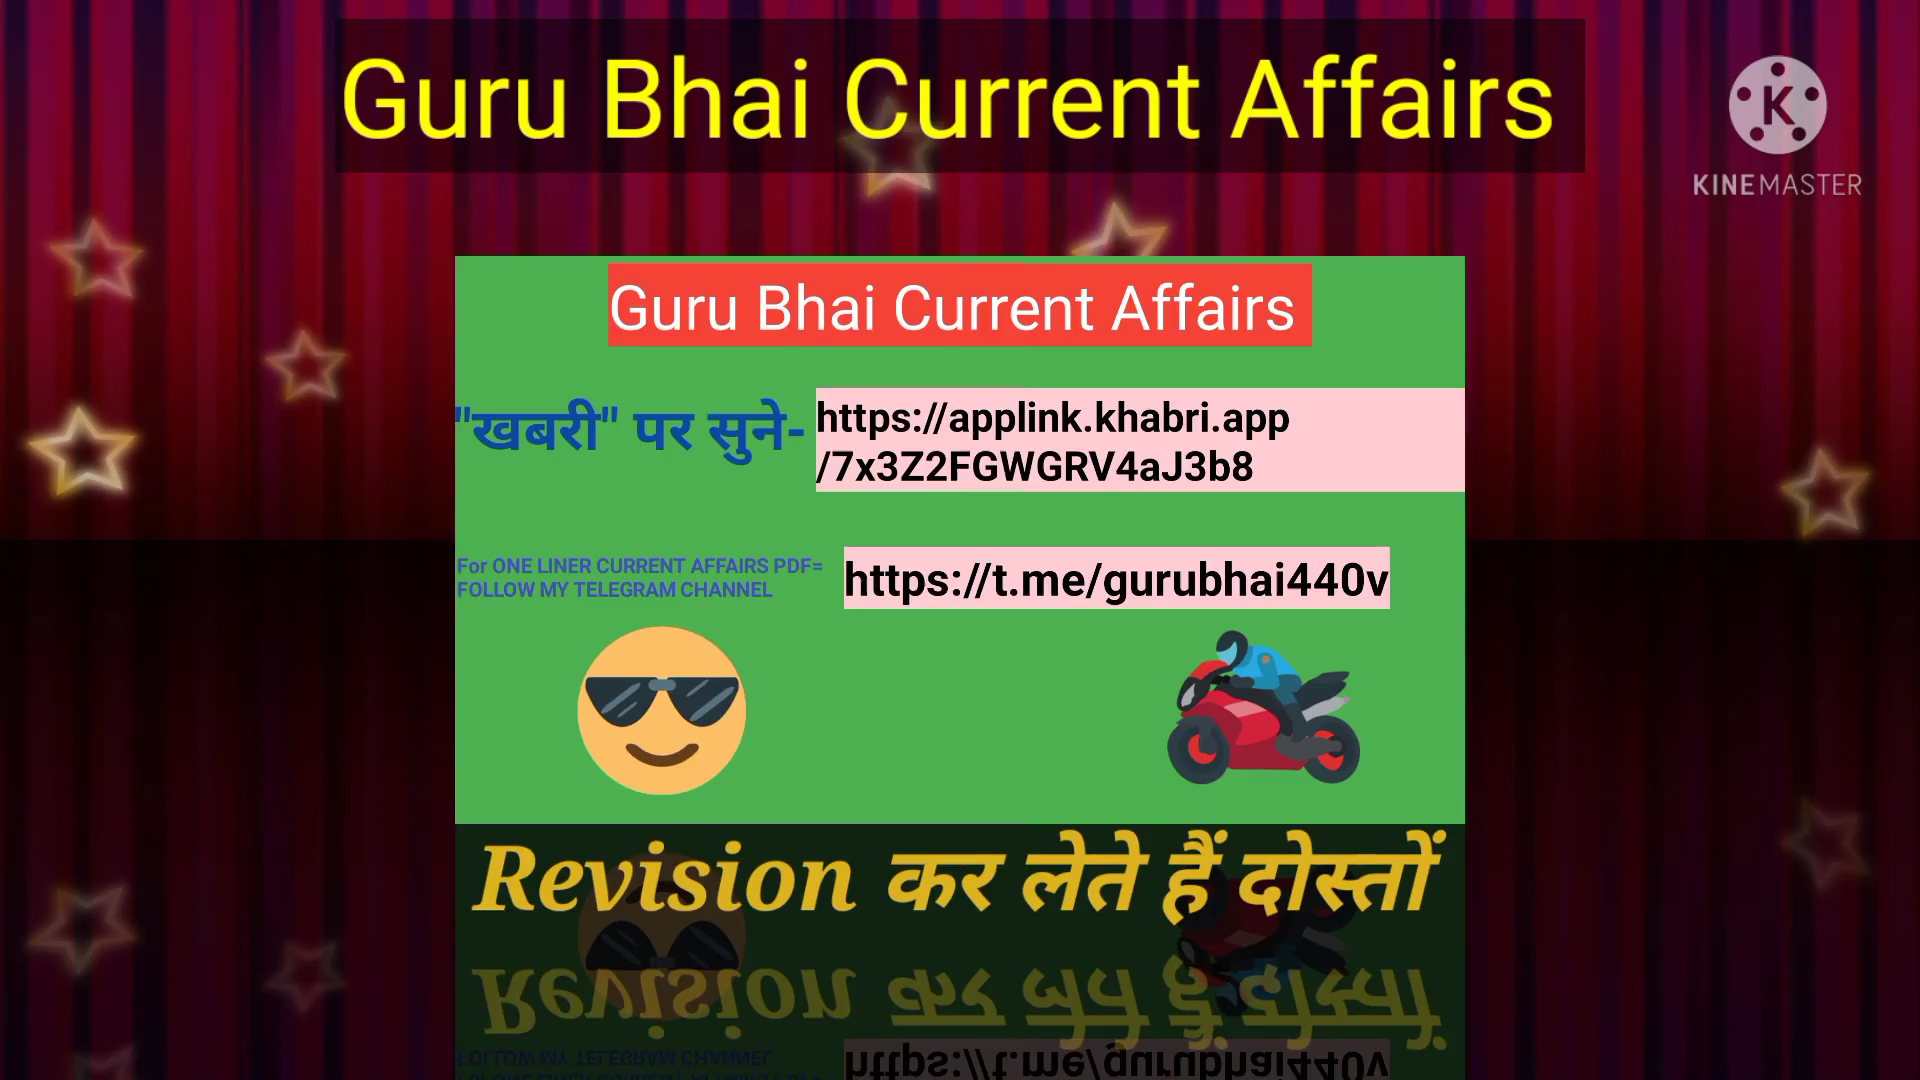 Guru Bhai Current Affairs
K
KINEMASTER
Guru Bhai Current Affairs
"खबरी" पर सुने-
https://applink.khabri.app
/7x3Z2FGWGRV4aJ3b8
For ONE LINER CURRENT AFFAIRS PDF=
FOLLOW MY TELEGRAM CHANNEL
https://t.me/gurubhai440v
Revision कर लेते हैं दोस्तों